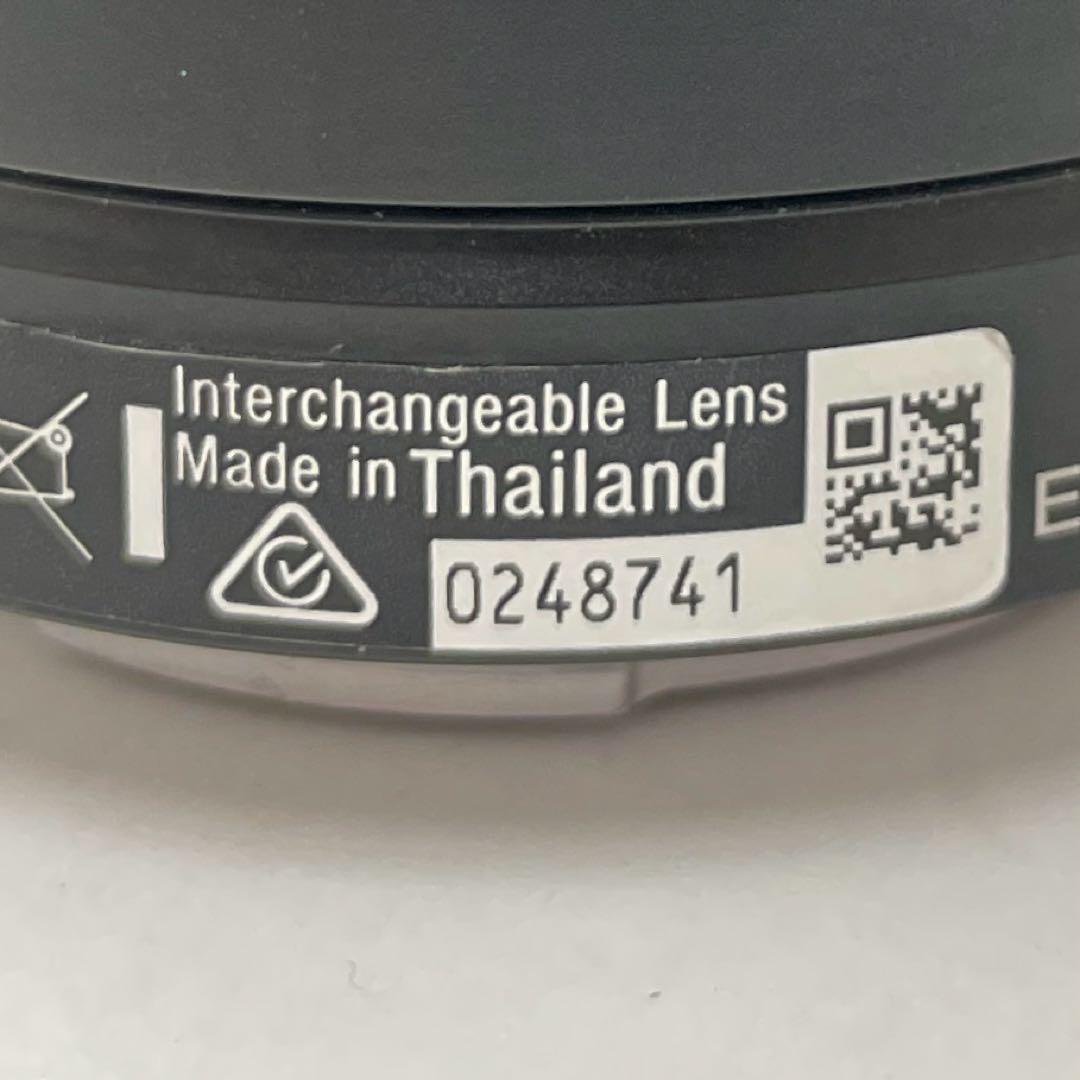 Interchangeable Lens
Made in Thailand
0248741
E